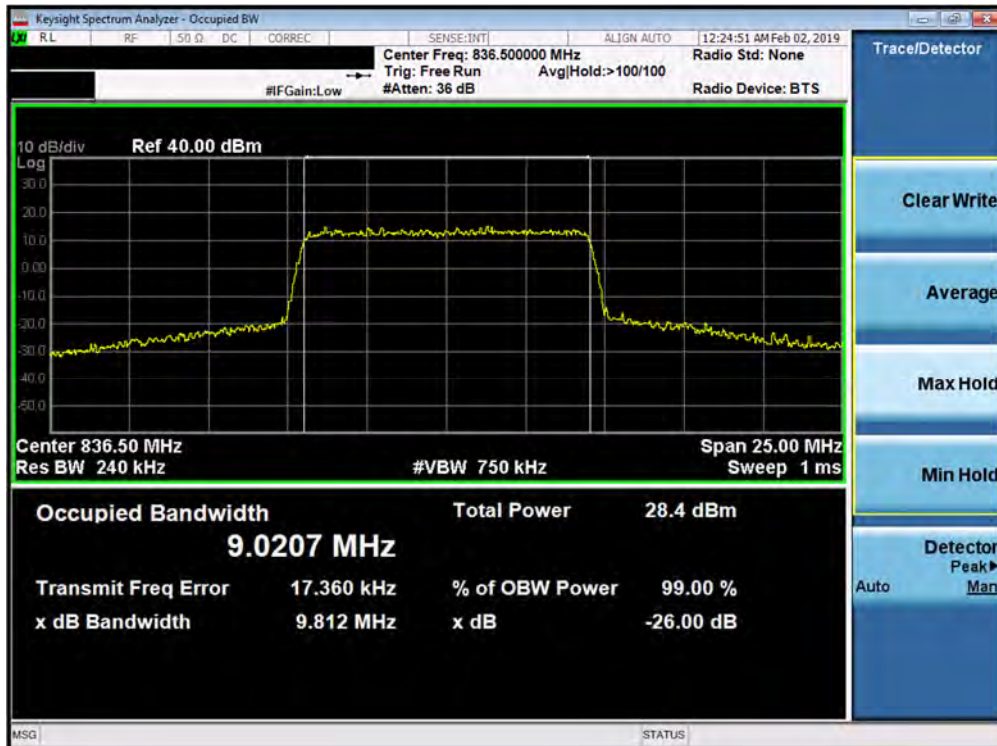 Keysight Spectrum Analyzer - Occupied BW
LXI RL RF 50 Ω DC CORREC SENSE:INT ALIGN AUTO 12:24:51 AM Feb 02, 2019
Center Freq: 836.500000 MHz Radio Std: None
Trig: Free Run Avg|Hold:>100/100
#IFGain:Low #Atten: 36 dB Radio Device: BTS
10 dB/div Ref 40.00 dBm
Log
30.0
20.0
10.0
0.00
-10.0
-20.0
-30.0
-40.0
-50.0
Center 836.50 MHz Span 25.00 MHz
Res BW 240 kHz #VBW 750 kHz Sweep 1 ms
Occupied Bandwidth Total Power 28.4 dBm
9.0207 MHz
Transmit Freq Error 17.360 kHz % of OBW Power 99.00 %
x dB Bandwidth 9.812 MHz x dB -26.00 dB
MSG STATUS
Trace/Detector
Clear Write
Average
Max Hold
Min Hold
Detector
Peak▶
Auto Man